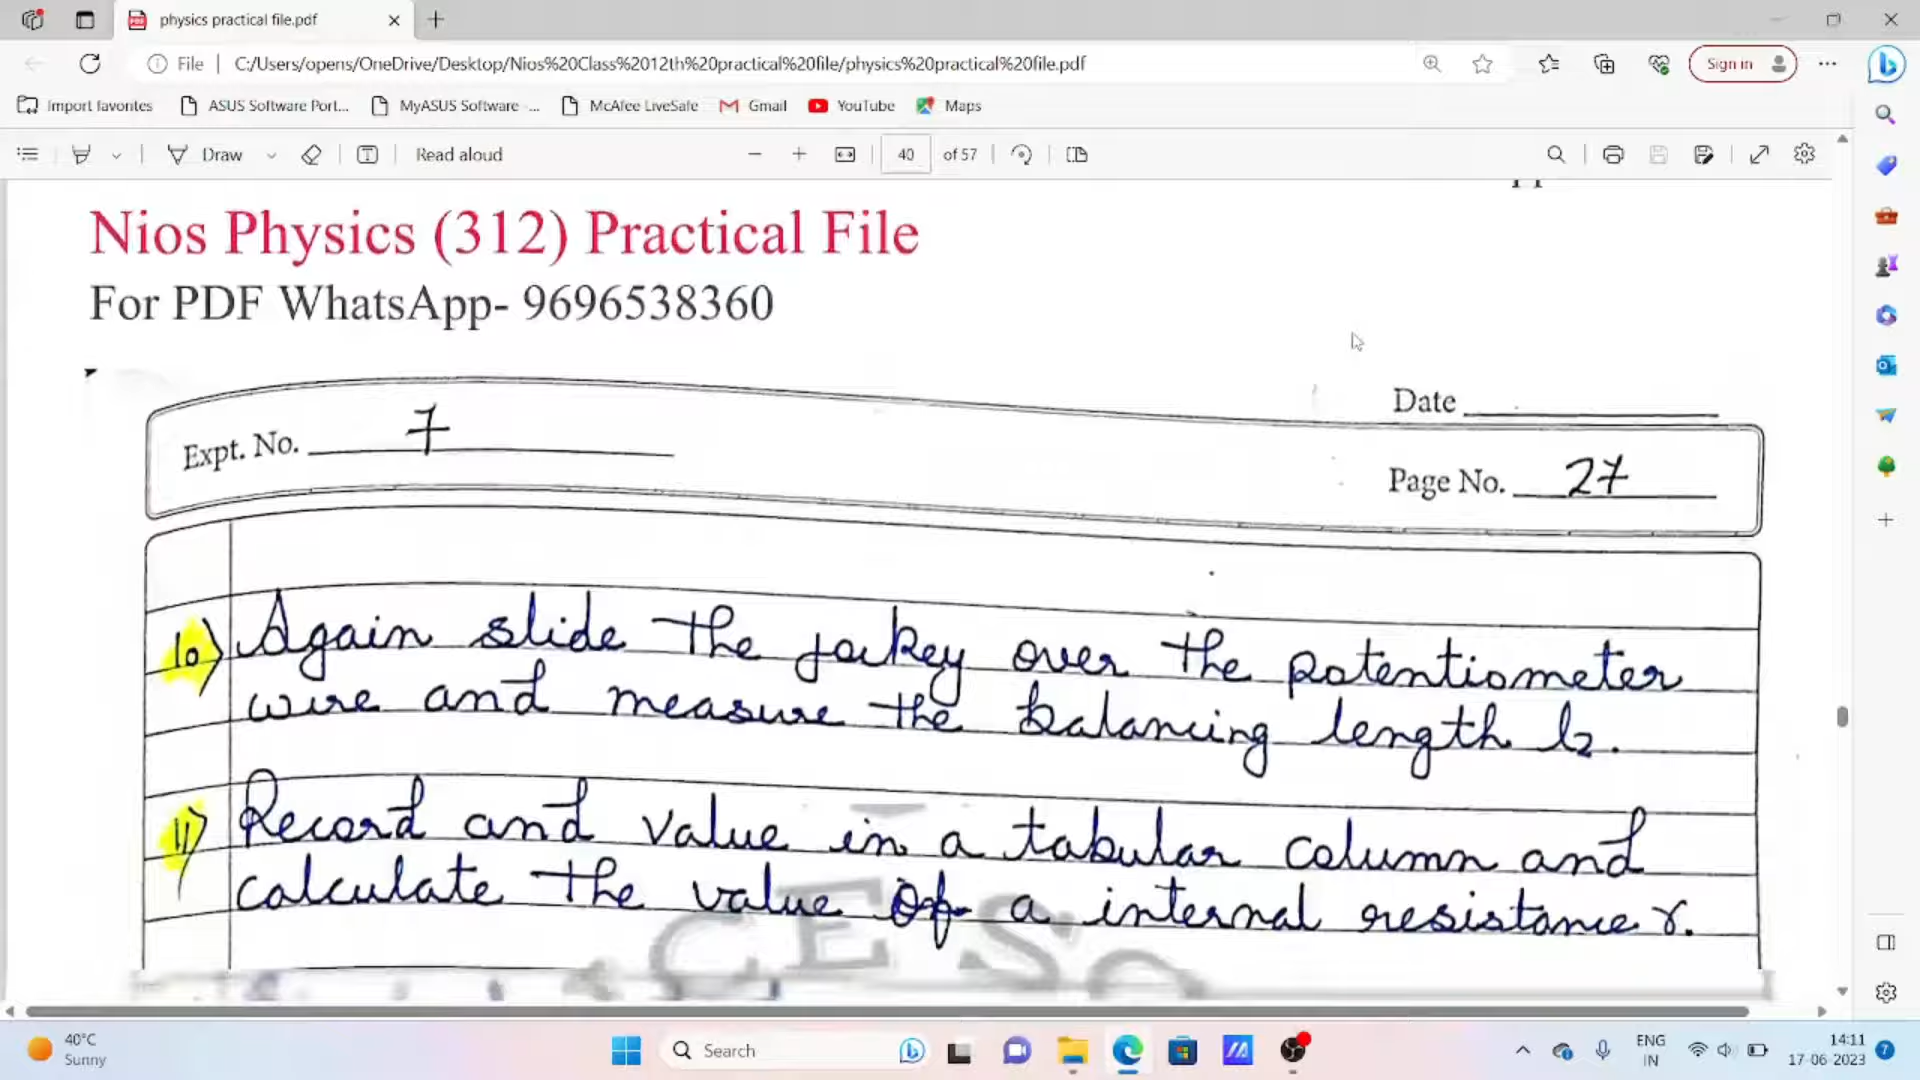 physics practical file.pdf
File | C:/Users/opens/OneDrive/Desktop/Nios%20Class%2012th%20practical%20file/physics%20practical%20file.pdf
Sign in
Import favorites
ASUS Software Port...
MyASUS Software ...
McAfee LiveSafe
Gmail
YouTube
Maps
Draw
Read aloud
40 of 57
Nios Physics (312) Practical File
For PDF WhatsApp- 9696538360
Date
Expt. No. 7
Page No. 27
10) Again slide the jockey over the potentiometer
wire and measure the balancing length l2.
11) Record and value in a tabular column and
calculate the value of a internal resistance r.
CES
40°C
Sunny
Search
ENG
IN
14:11
17-06-2023
7